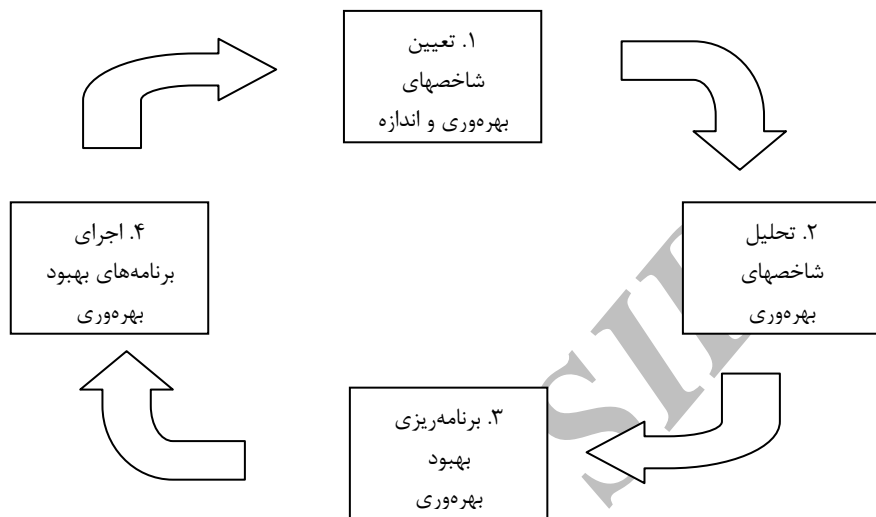 ۱. تعیین
شاخصهای
بهره‌وری و اندازه
۲. تحلیل
شاخصهای
بهره‌وری
۳. برنامه‌ریزی
بهبود
بهره‌وری
۴. اجرای
برنامه‌های بهبود
بهره‌وری
SID